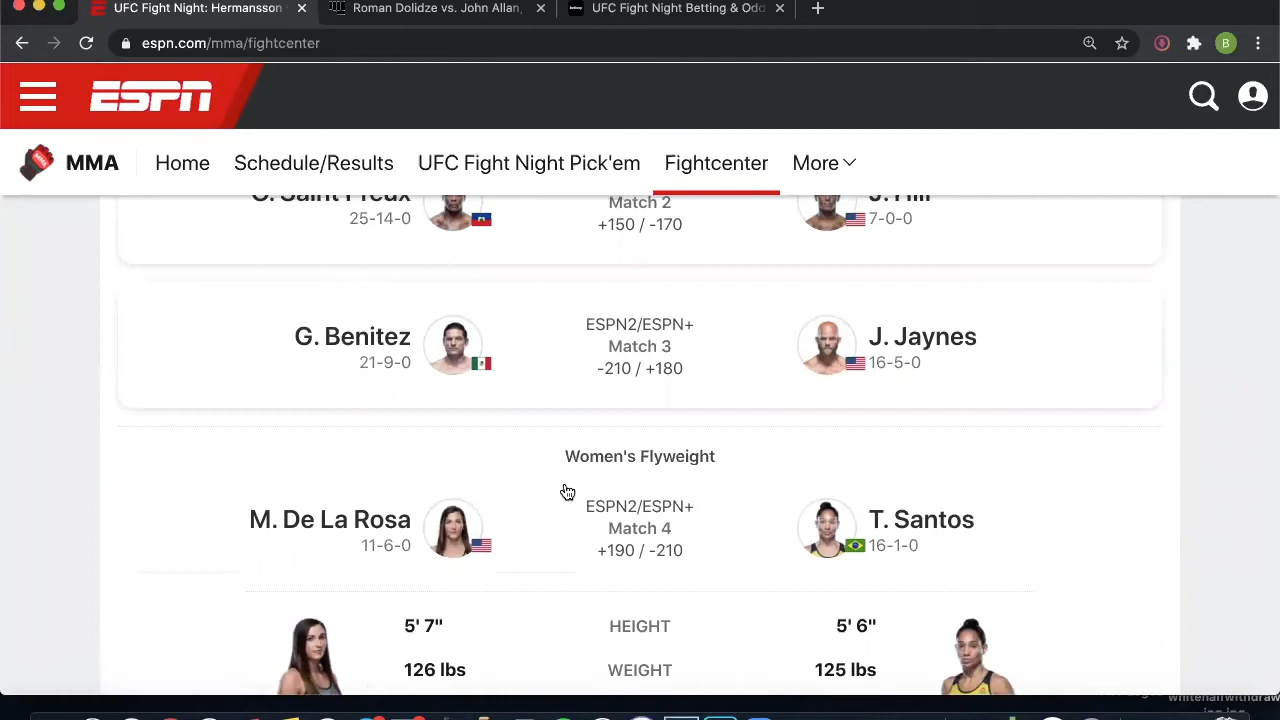 UFC Fight Night: Hermansson
Roman Dolidze vs. John Allan,
UFC Fight Night Betting & Odd
espn.com/mma/fightcenter
B
ESPN
MMA
Home
Schedule/Results
UFC Fight Night Pick'em
Fightcenter
More
O. Saint Preux
25-14-0
Match 2
+150 / -170
J. Hill
7-0-0
G. Benitez
21-9-0
ESPN2/ESPN+
Match 3
-210 / +180
J. Jaynes
16-5-0
Women's Flyweight
M. De La Rosa
11-6-0
ESPN2/ESPN+
Match 4
+190 / -210
T. Santos
16-1-0
5' 7"
HEIGHT
5' 6"
126 lbs
WEIGHT
125 lbs